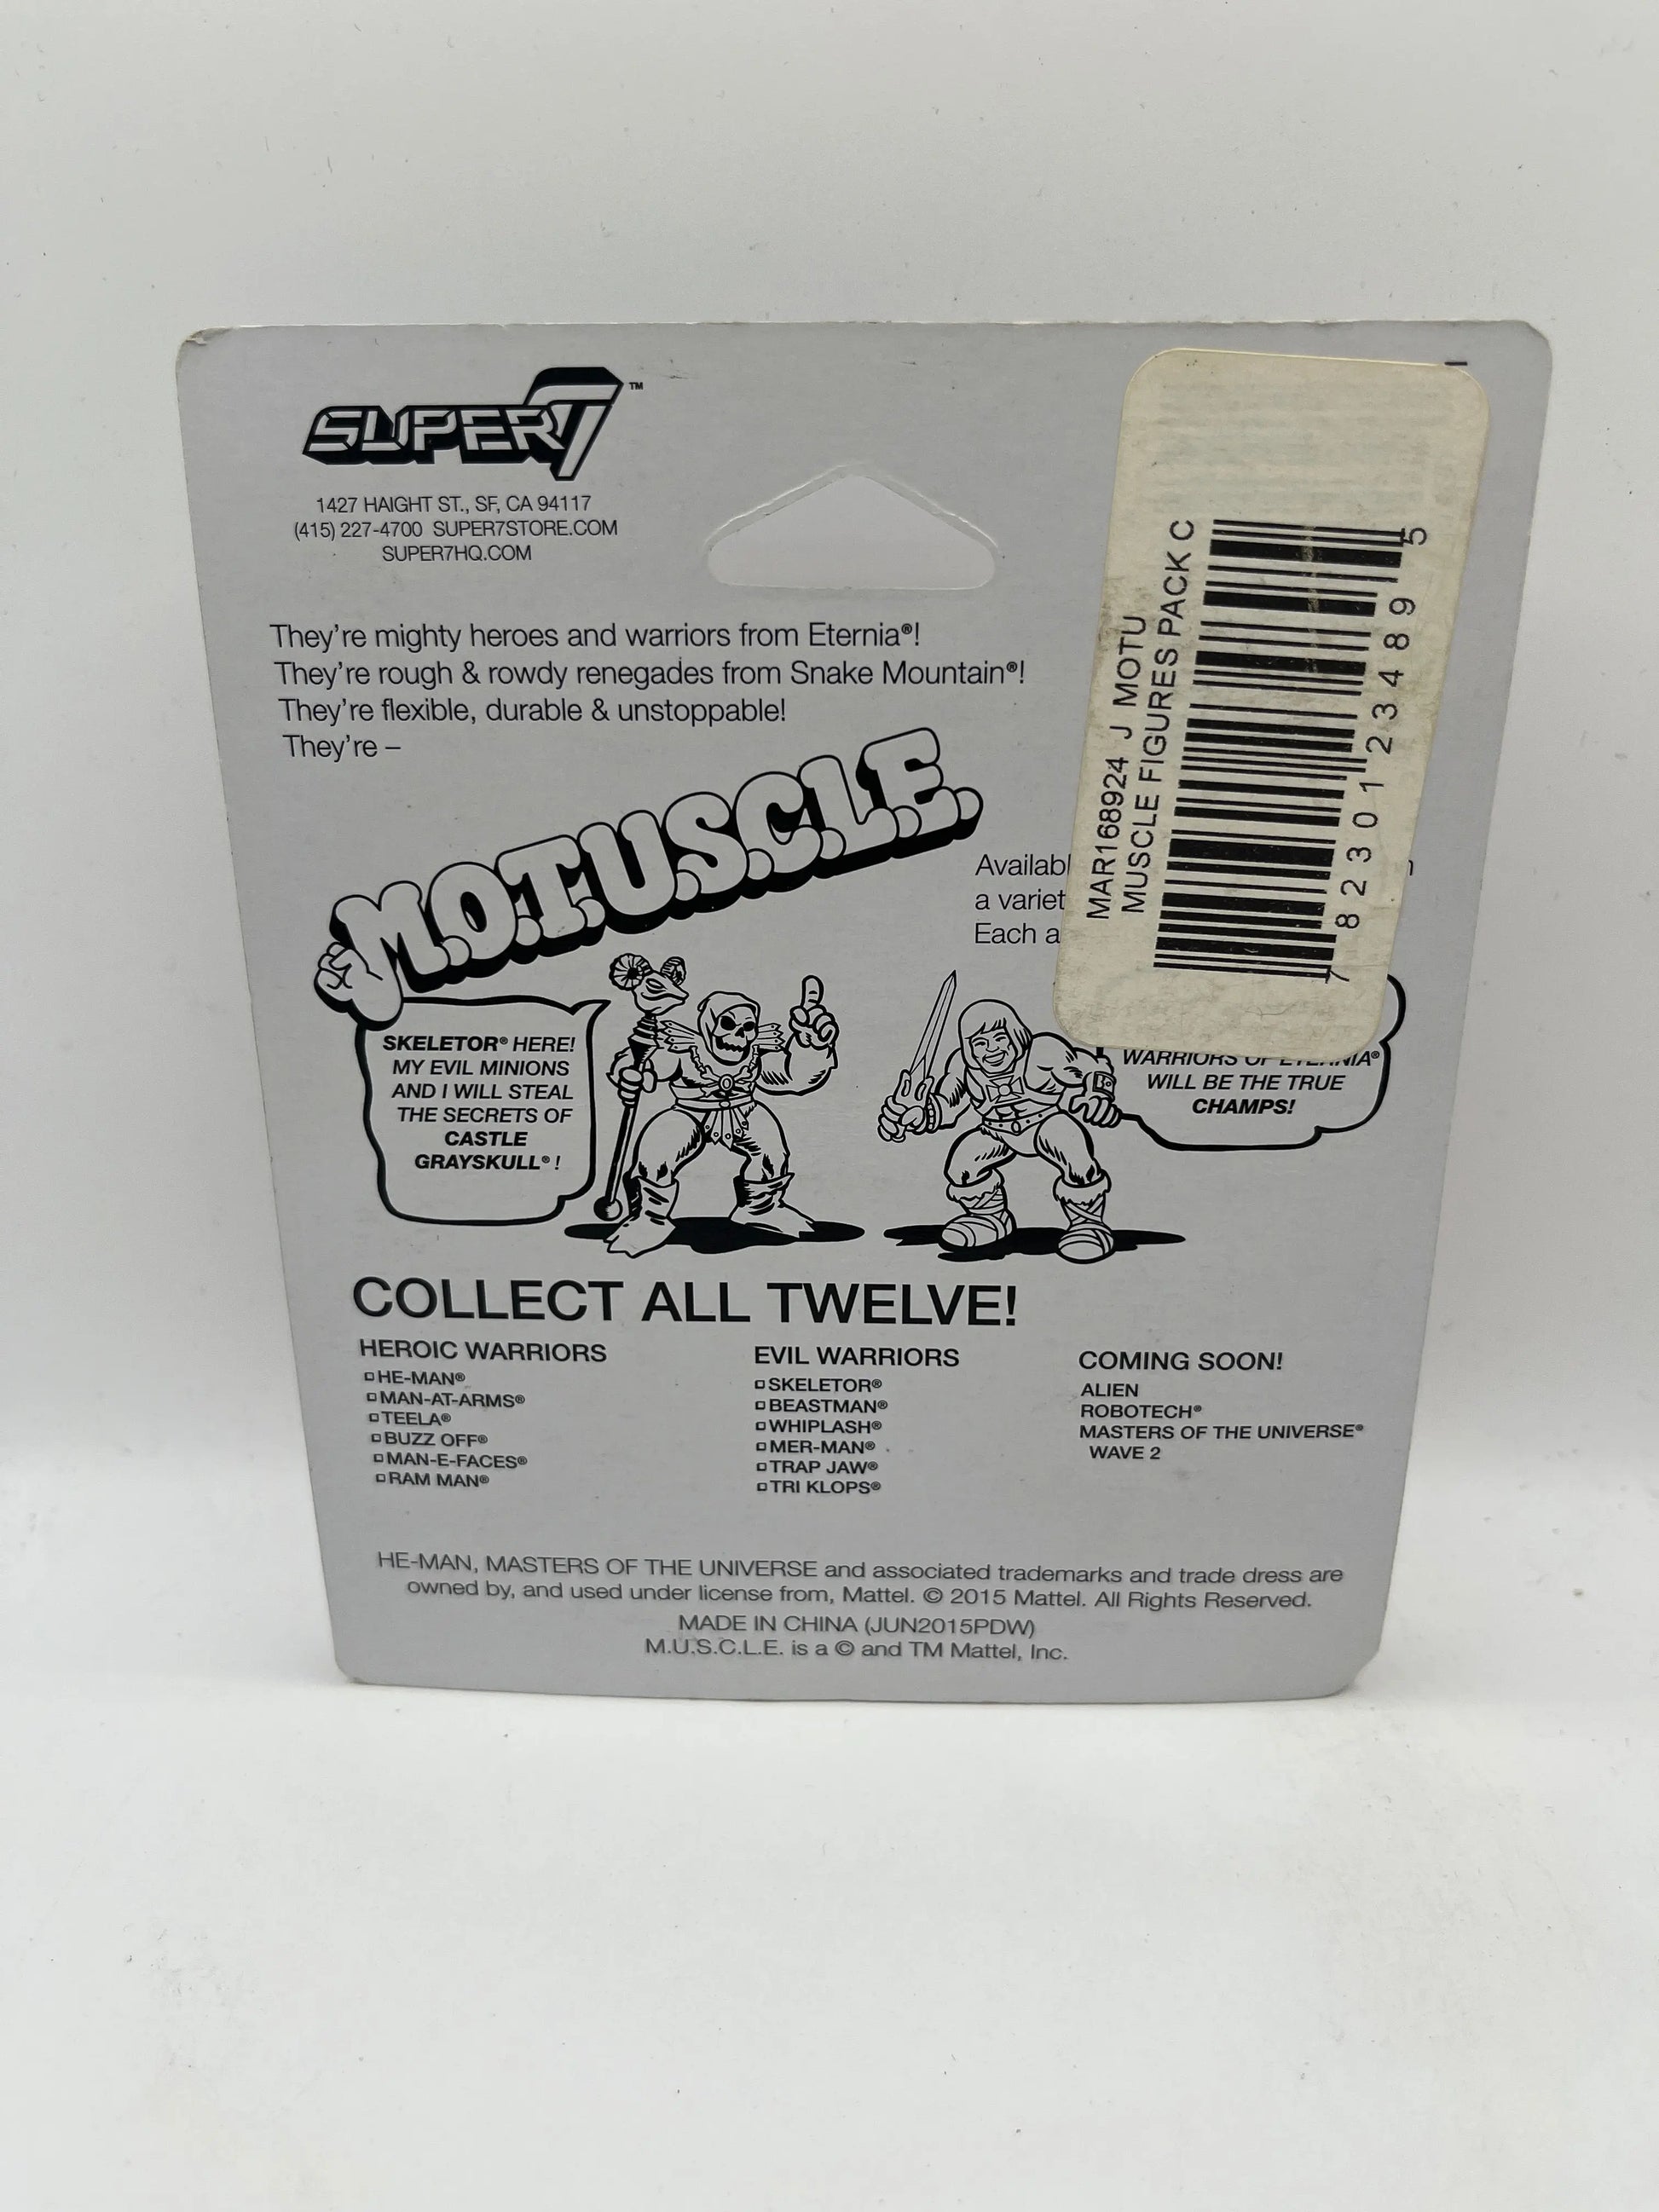 SUPER7™
1427 HAIGHT ST., SF, CA 94117
(415) 227-4700 SUPER7STORE.COM
SUPER7HQ.COM
They're mighty heroes and warriors from Eternia®!
They're rough & rowdy renegades from Snake Mountain®!
They're flexible, durable & unstoppable!
They're –
M.O.T.U.S.C.L.E.
a
Each a
MAR168924 J MOTU
MUSCLE FIGURES PACK C
7 82301 23489 5
SKELETOR® HERE!
MY EVIL MINIONS
AND I WILL STEAL
THE SECRETS OF
CASTLE
GRAYSKULL®!
WARRIORS OF ETERNIA®
WILL BE THE TRUE
CHAMPS!
COLLECT ALL TWELVE!
HEROIC WARRIORS
HE-MAN®
MAN-AT-ARMS®
TEELA®
BUZZ OFF®
MAN-E-FACES®
RAM MAN®
EVIL WARRIORS
SKELETOR®
BEASTMAN®
WHIPLASH®
MER-MAN®
TRAP JAW®
TRI KLOPS®
COMING SOON!
ALIEN
ROBOTECH®
MASTERS OF THE UNIVERSE®
WAVE 2
HE-MAN, MASTERS OF THE UNIVERSE and associated trademarks and trade dress are
owned by, and used under license from, Mattel. © 2015 Mattel. All Rights Reserved.
MADE IN CHINA (JUN2015PDW)
M.U.S.C.L.E. is a © and TM Mattel, Inc.